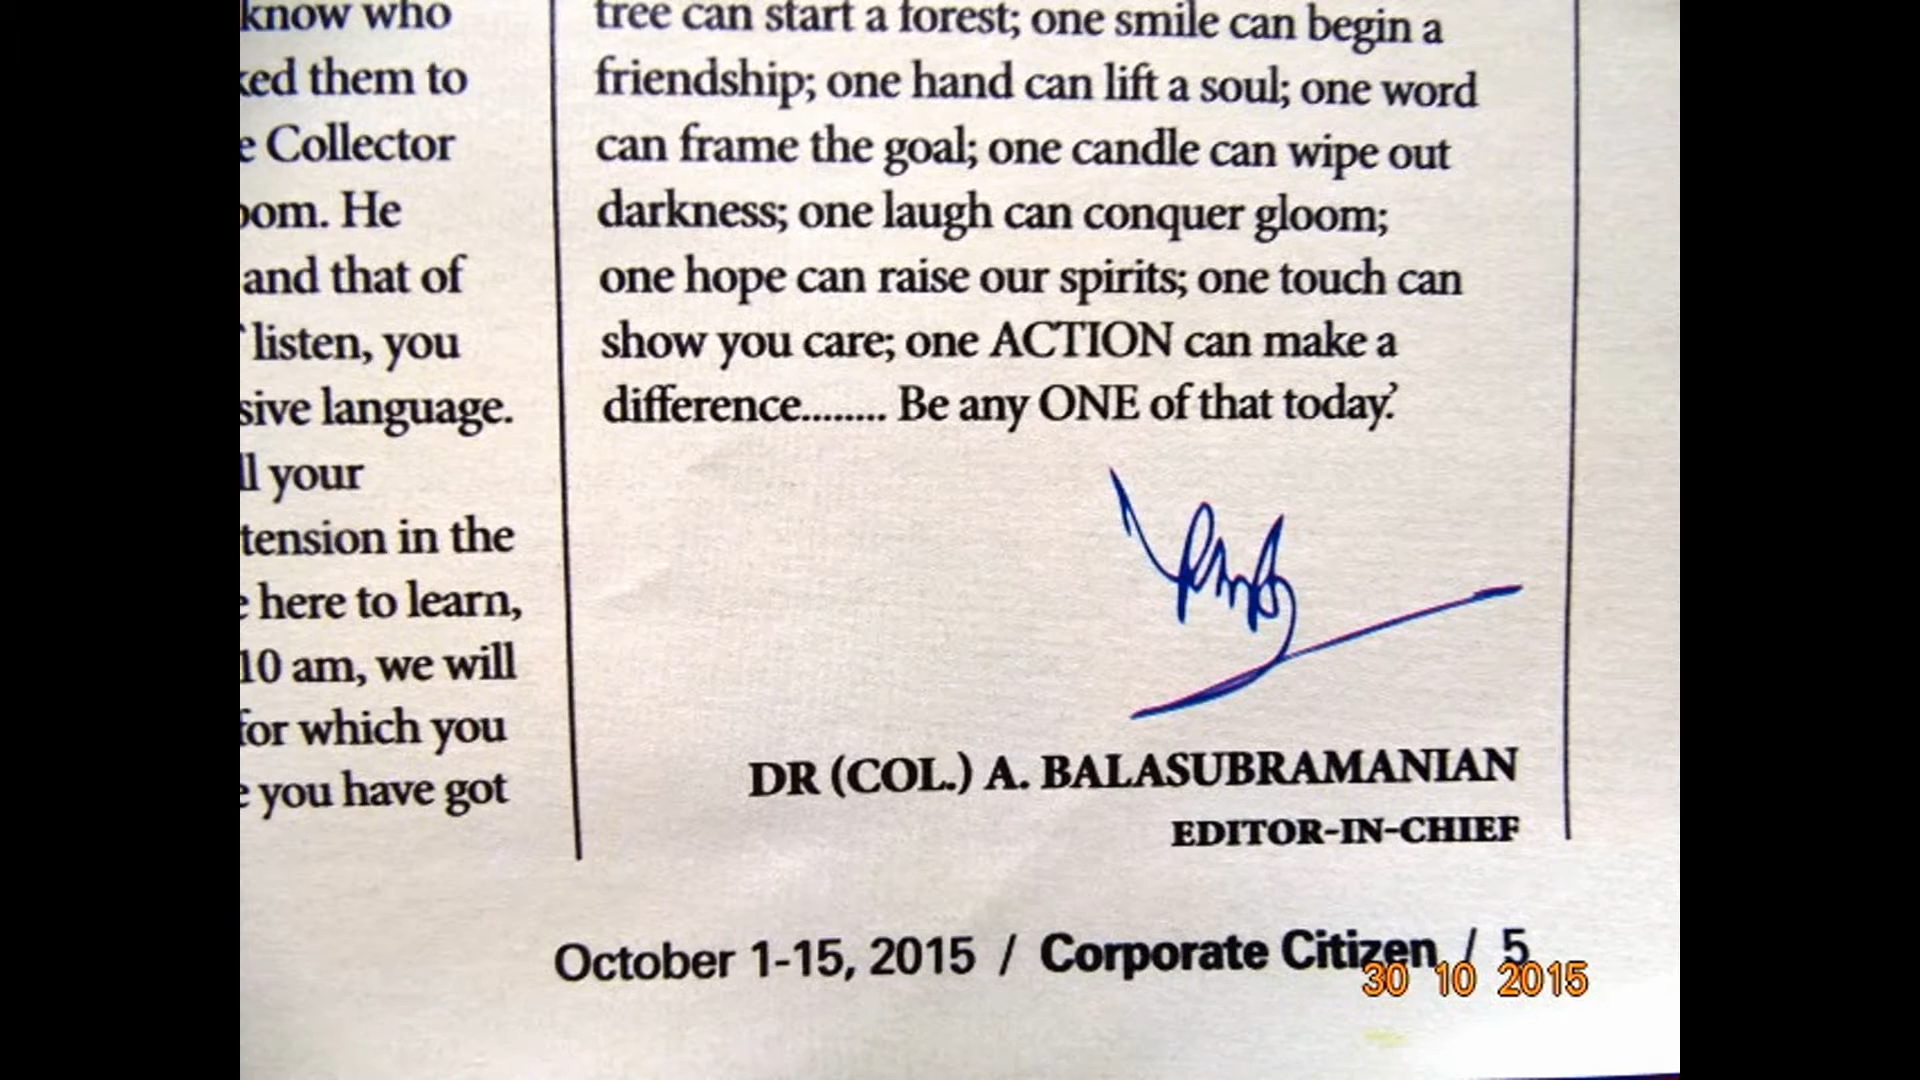 know who
ked them to
e Collector
oom. He
and that of
listen, you
sive language.
ll your
tension in the
e here to learn,
10 am, we will
for which you
e you have got
tree can start a forest; one smile can begin a
friendship; one hand can lift a soul; one word
can frame the goal; one candle can wipe out
darkness; one laugh can conquer gloom;
one hope can raise our spirits; one touch can
show you care; one ACTION can make a
difference........ Be any ONE of that today.’
DR (COL.) A. BALASUBRAMANIAN
EDITOR-IN-CHIEF
October 1-15, 2015 / Corporate Citizen / 5
30 10 2015